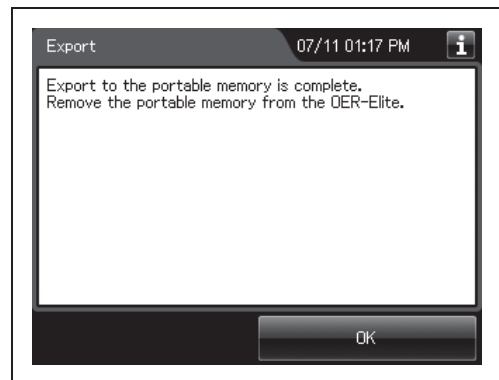 Export
07/11 01:17 PM
i
Export to the portable memory is complete.
Remove the portable memory from the OER-Elite.
OK